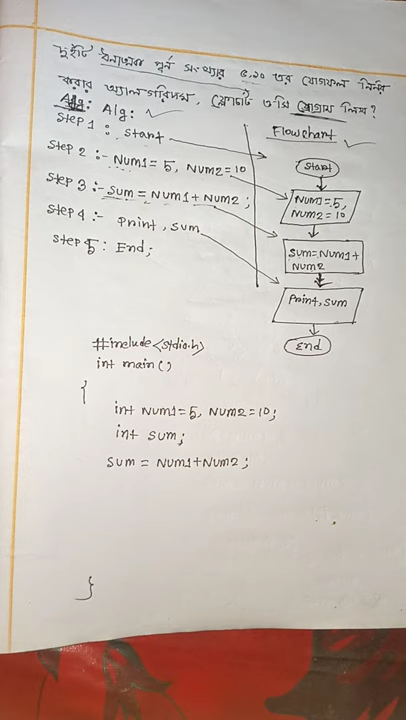 দুইটি ধনাত্মক পূর্ন সংখ্যার ৫,১০ এর যোগফল নির্নয়
করার অ্যালগরিদম, ফ্লোচার্ট ও সি প্রোগ্রাম লিখ?
Alg: Alg:
Step 1 : Start
Step 2 :- Num1 = 5, Num2 = 10
Step 3 :- Sum = Num1 + Num2 ;
Step 4 :- Print, Sum
Step 5 : End;
Flowchart
Start
Num1 = 5,
Num2 = 10
Sum = Num1 +
Num2
Print, Sum
End
#include<stdio.h>
int main()
{
int Num1 = 5, Num2 = 10;
int Sum;
Sum = Num1 + Num2 ;
}